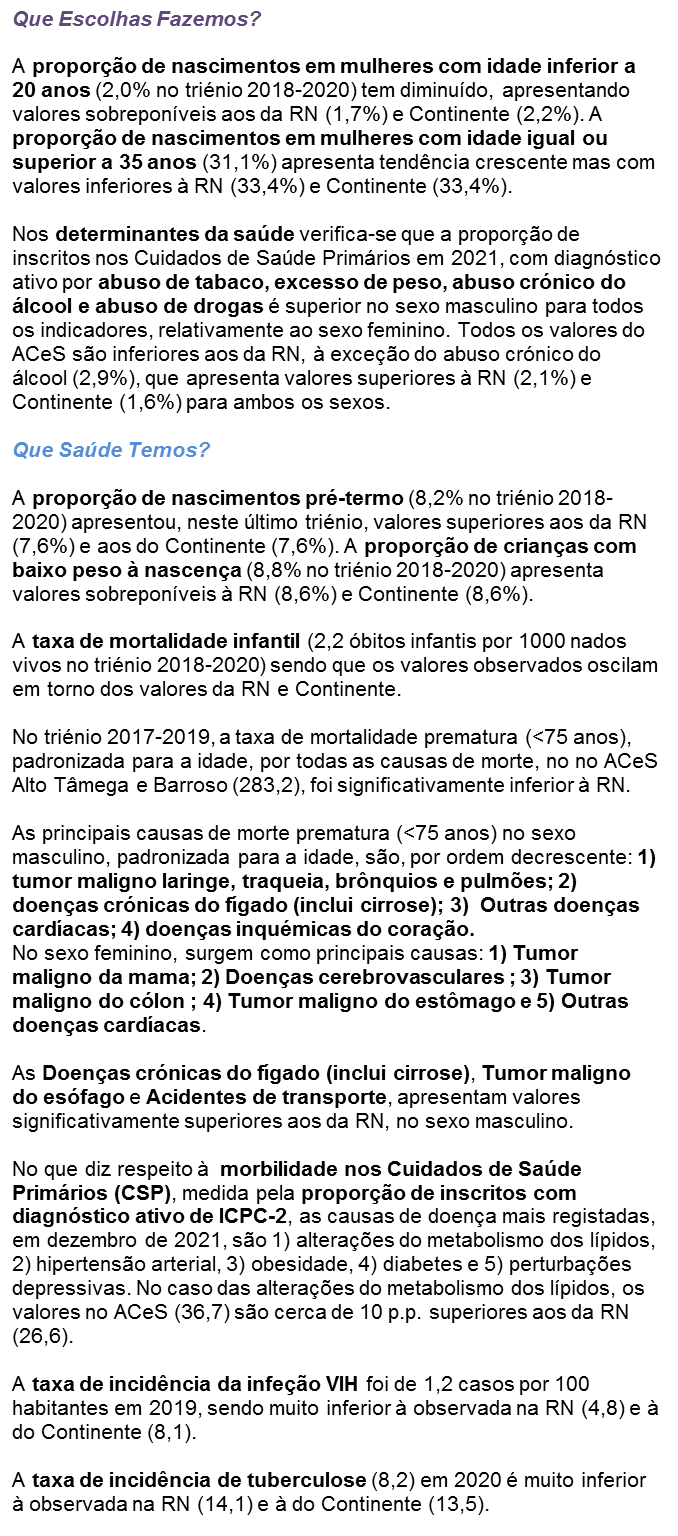 Que Escolhas Fazemos?
A proporção de nascimentos em mulheres com idade inferior a
20 anos (2,0% no triénio 2018-2020) tem diminuído, apresentando
valores sobreponíveis aos da RN (1,7%) e Continente (2,2%). A
proporção de nascimentos em mulheres com idade igual ou
superior a 35 anos (31,1%) apresenta tendência crescente mas com
valores inferiores à RN (33,4%) e Continente (33,4%).
Nos determinantes da saúde verifica-se que a proporção de
inscritos nos Cuidados de Saúde Primários em 2021, com diagnóstico
ativo por abuso de tabaco, excesso de peso, abuso crónico do
álcool e abuso de drogas é superior no sexo masculino para todos
os indicadores, relativamente ao sexo feminino. Todos os valores do
ACeS são inferiores aos da RN, à exceção do abuso crónico do
álcool (2,9%), que apresenta valores superiores à RN (2,1%) e
Continente (1,6%) para ambos os sexos.
Que Saúde Temos?
A proporção de nascimentos pré-termo (8,2% no triénio 2018-
2020) apresentou, neste último triénio, valores superiores aos da RN
(7,6%) e aos do Continente (7,6%). A proporção de crianças com
baixo peso à nascença (8,8% no triénio 2018-2020) apresenta
valores sobreponíveis à RN (8,6%) e Continente (8,6%).
A taxa de mortalidade infantil (2,2 óbitos infantis por 1000 nados
vivos no triénio 2018-2020) sendo que os valores observados oscilam
em torno dos valores da RN e Continente.
No triénio 2017-2019, a taxa de mortalidade prematura (<75 anos),
padronizada para a idade, por todas as causas de morte, no no ACeS
Alto Tâmega e Barroso (283,2), foi significativamente inferior à RN.
As principais causas de morte prematura (<75 anos) no sexo
masculino, padronizada para a idade, são, por ordem decrescente: 1)
tumor maligno laringe, traqueia, brônquios e pulmões; 2)
doenças crónicas do fígado (inclui cirrose); 3) Outras doenças
cardíacas; 4) doenças inquémicas do coração.
No sexo feminino, surgem como principais causas: 1) Tumor
maligno da mama; 2) Doenças cerebrovasculares ; 3) Tumor
maligno do cólon ; 4) Tumor maligno do estômago e 5) Outras
doenças cardíacas.
As Doenças crónicas do fígado (inclui cirrose), Tumor maligno
do esófago e Acidentes de transporte, apresentam valores
significativamente superiores aos da RN, no sexo masculino.
No que diz respeito à morbilidade nos Cuidados de Saúde
Primários (CSP), medida pela proporção de inscritos com
diagnóstico ativo de ICPC-2, as causas de doença mais registadas,
em dezembro de 2021, são 1) alterações do metabolismo dos lípidos,
2) hipertensão arterial, 3) obesidade, 4) diabetes e 5) perturbações
depressivas. No caso das alterações do metabolismo dos lípidos, os
valores no ACeS (36,7) são cerca de 10 p.p. superiores aos da RN
(26,6).
A taxa de incidência da infeção VIH foi de 1,2 casos por 100
habitantes em 2019, sendo muito inferior à observada na RN (4,8) e à
do Continente (8,1).
A taxa de incidência de tuberculose (8,2) em 2020 é muito inferior
à observada na RN (14,1) e à do Continente (13,5).